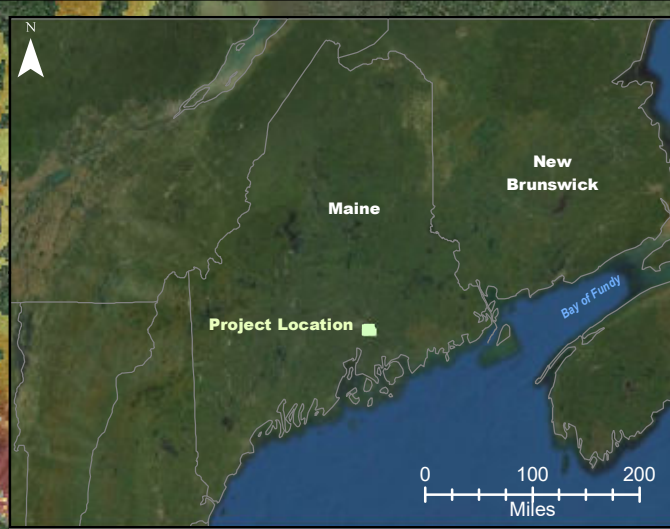 N
Maine
New
Brunswick
Bay of Fundy
Project Location
0 100 200
Miles